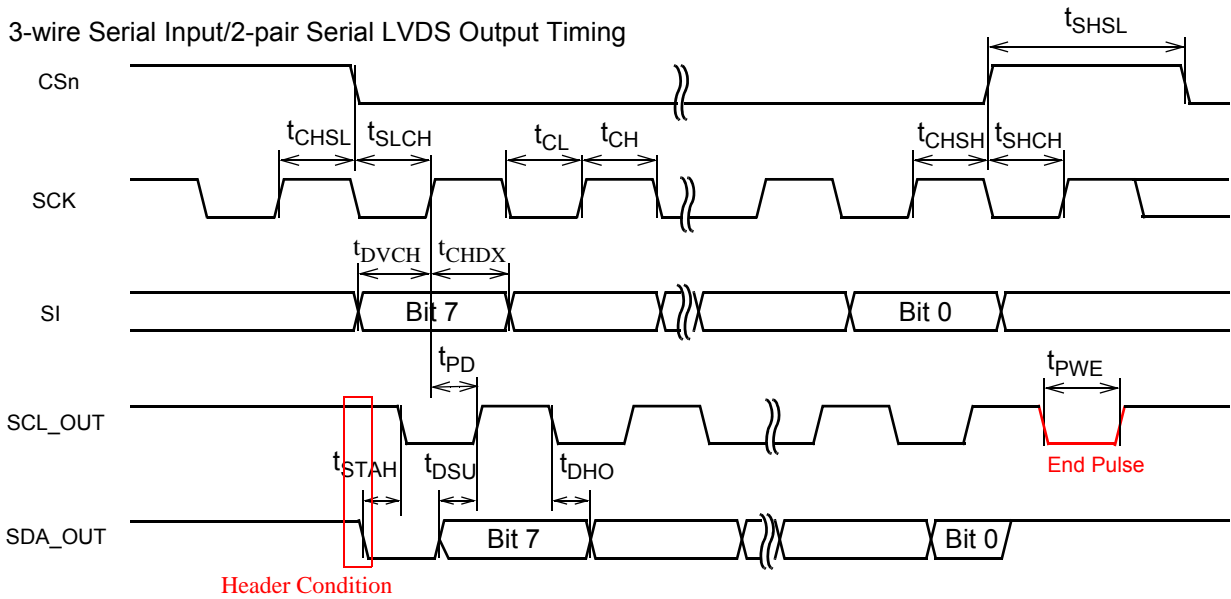 3-wire Serial Input/2-pair Serial LVDS Output Timing
tSHSL
CSn
tCHSL tSLCH tCL tCH tCHSH tSHCH
SCK
tDVCH tCHDX
SI Bit 7 Bit 0
tPD tPWE
SCL_OUT
End Pulse
tSTAH tDSU tDHO
SDA_OUT Bit 7 Bit 0
Header Condition